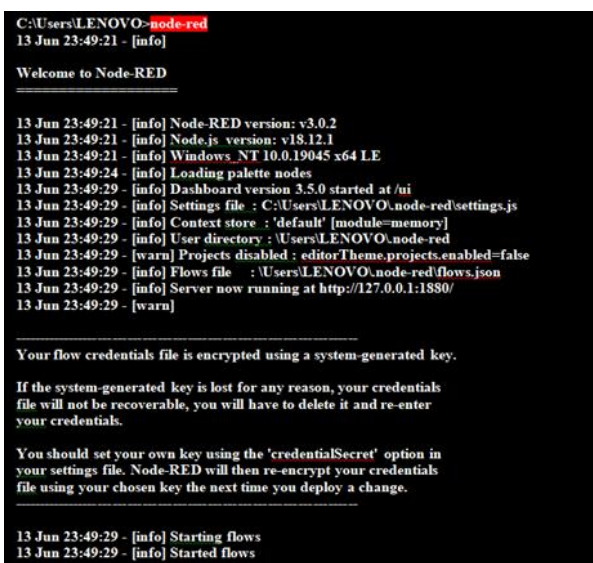 C:\Users\LENOVO>node-red
13 Jun 23:49:21 - [info]
Welcome to Node-RED
===================
13 Jun 23:49:21 - [info] Node-RED version: v3.0.2
13 Jun 23:49:21 - [info] Node.js version: v18.12.1
13 Jun 23:49:21 - [info] Windows_NT 10.0.19045 x64 LE
13 Jun 23:49:24 - [info] Loading palette nodes
13 Jun 23:49:29 - [info] Dashboard version 3.5.0 started at /ui
13 Jun 23:49:29 - [info] Settings file : C:\Users\LENOVO\.node-red\settings.js
13 Jun 23:49:29 - [info] Context store : 'default' [module=memory]
13 Jun 23:49:29 - [info] User directory : \Users\LENOVO\.node-red
13 Jun 23:49:29 - [warn] Projects disabled : editorTheme.projects.enabled=false
13 Jun 23:49:29 - [info] Flows file : \Users\LENOVO\.node-red\flows.json
13 Jun 23:49:29 - [info] Server now running at http://127.0.0.1:1880/
13 Jun 23:49:29 - [warn]
---------------------------------------------------------------------
Your flow credentials file is encrypted using a system-generated key.
If the system-generated key is lost for any reason, your credentials
file will not be recoverable, you will have to delete it and re-enter
your credentials.
You should set your own key using the 'credentialSecret' option in
your settings file. Node-RED will then re-encrypt your credentials
file using your chosen key the next time you deploy a change.
---------------------------------------------------------------------
13 Jun 23:49:29 - [info] Starting flows
13 Jun 23:49:29 - [info] Started flows